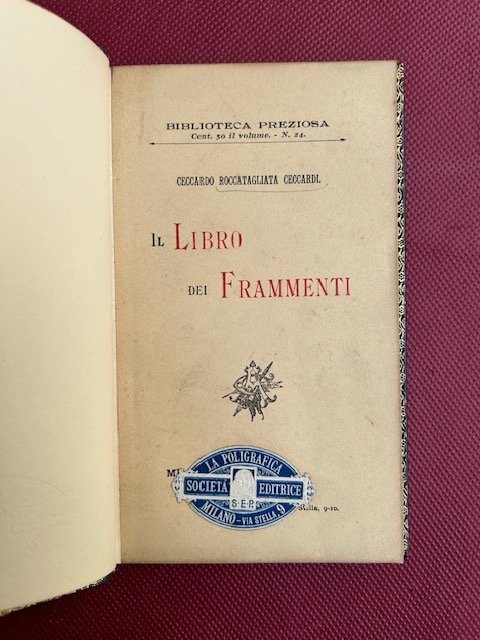 BIBLIOTECA PREZIOSA
Cent. 50 il volume. - N. 24.
CECCARDO ROCCATAGLIATA CECCARDI.
IL LIBRO
DEI FRAMMENTI
LA POLIGRAFICA
SOCIETÀ EDITRICE
S.E.P.
MILANO - VIA STELLA, 9
Stella, 9-10.